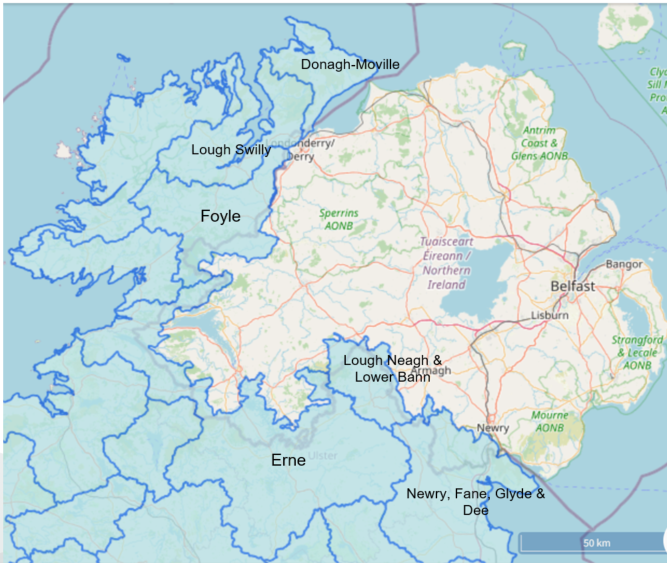 Donagh-Moville
Lough Swilly
Londonderry/
Derry
Foyle
Antrim
Coast &
Glens AONB
Sperrins
AONB
Tuaisceart
Éireann /
Northern
Ireland
Bangor
Belfast
Lisburn
Strangford
& Lecale
AONB
Lough Neagh &
Lower Bann
Armagh
Mourne
AONB
Newry
Erne
Ulster
Newry, Fane, Glyde &
Dee
50 km